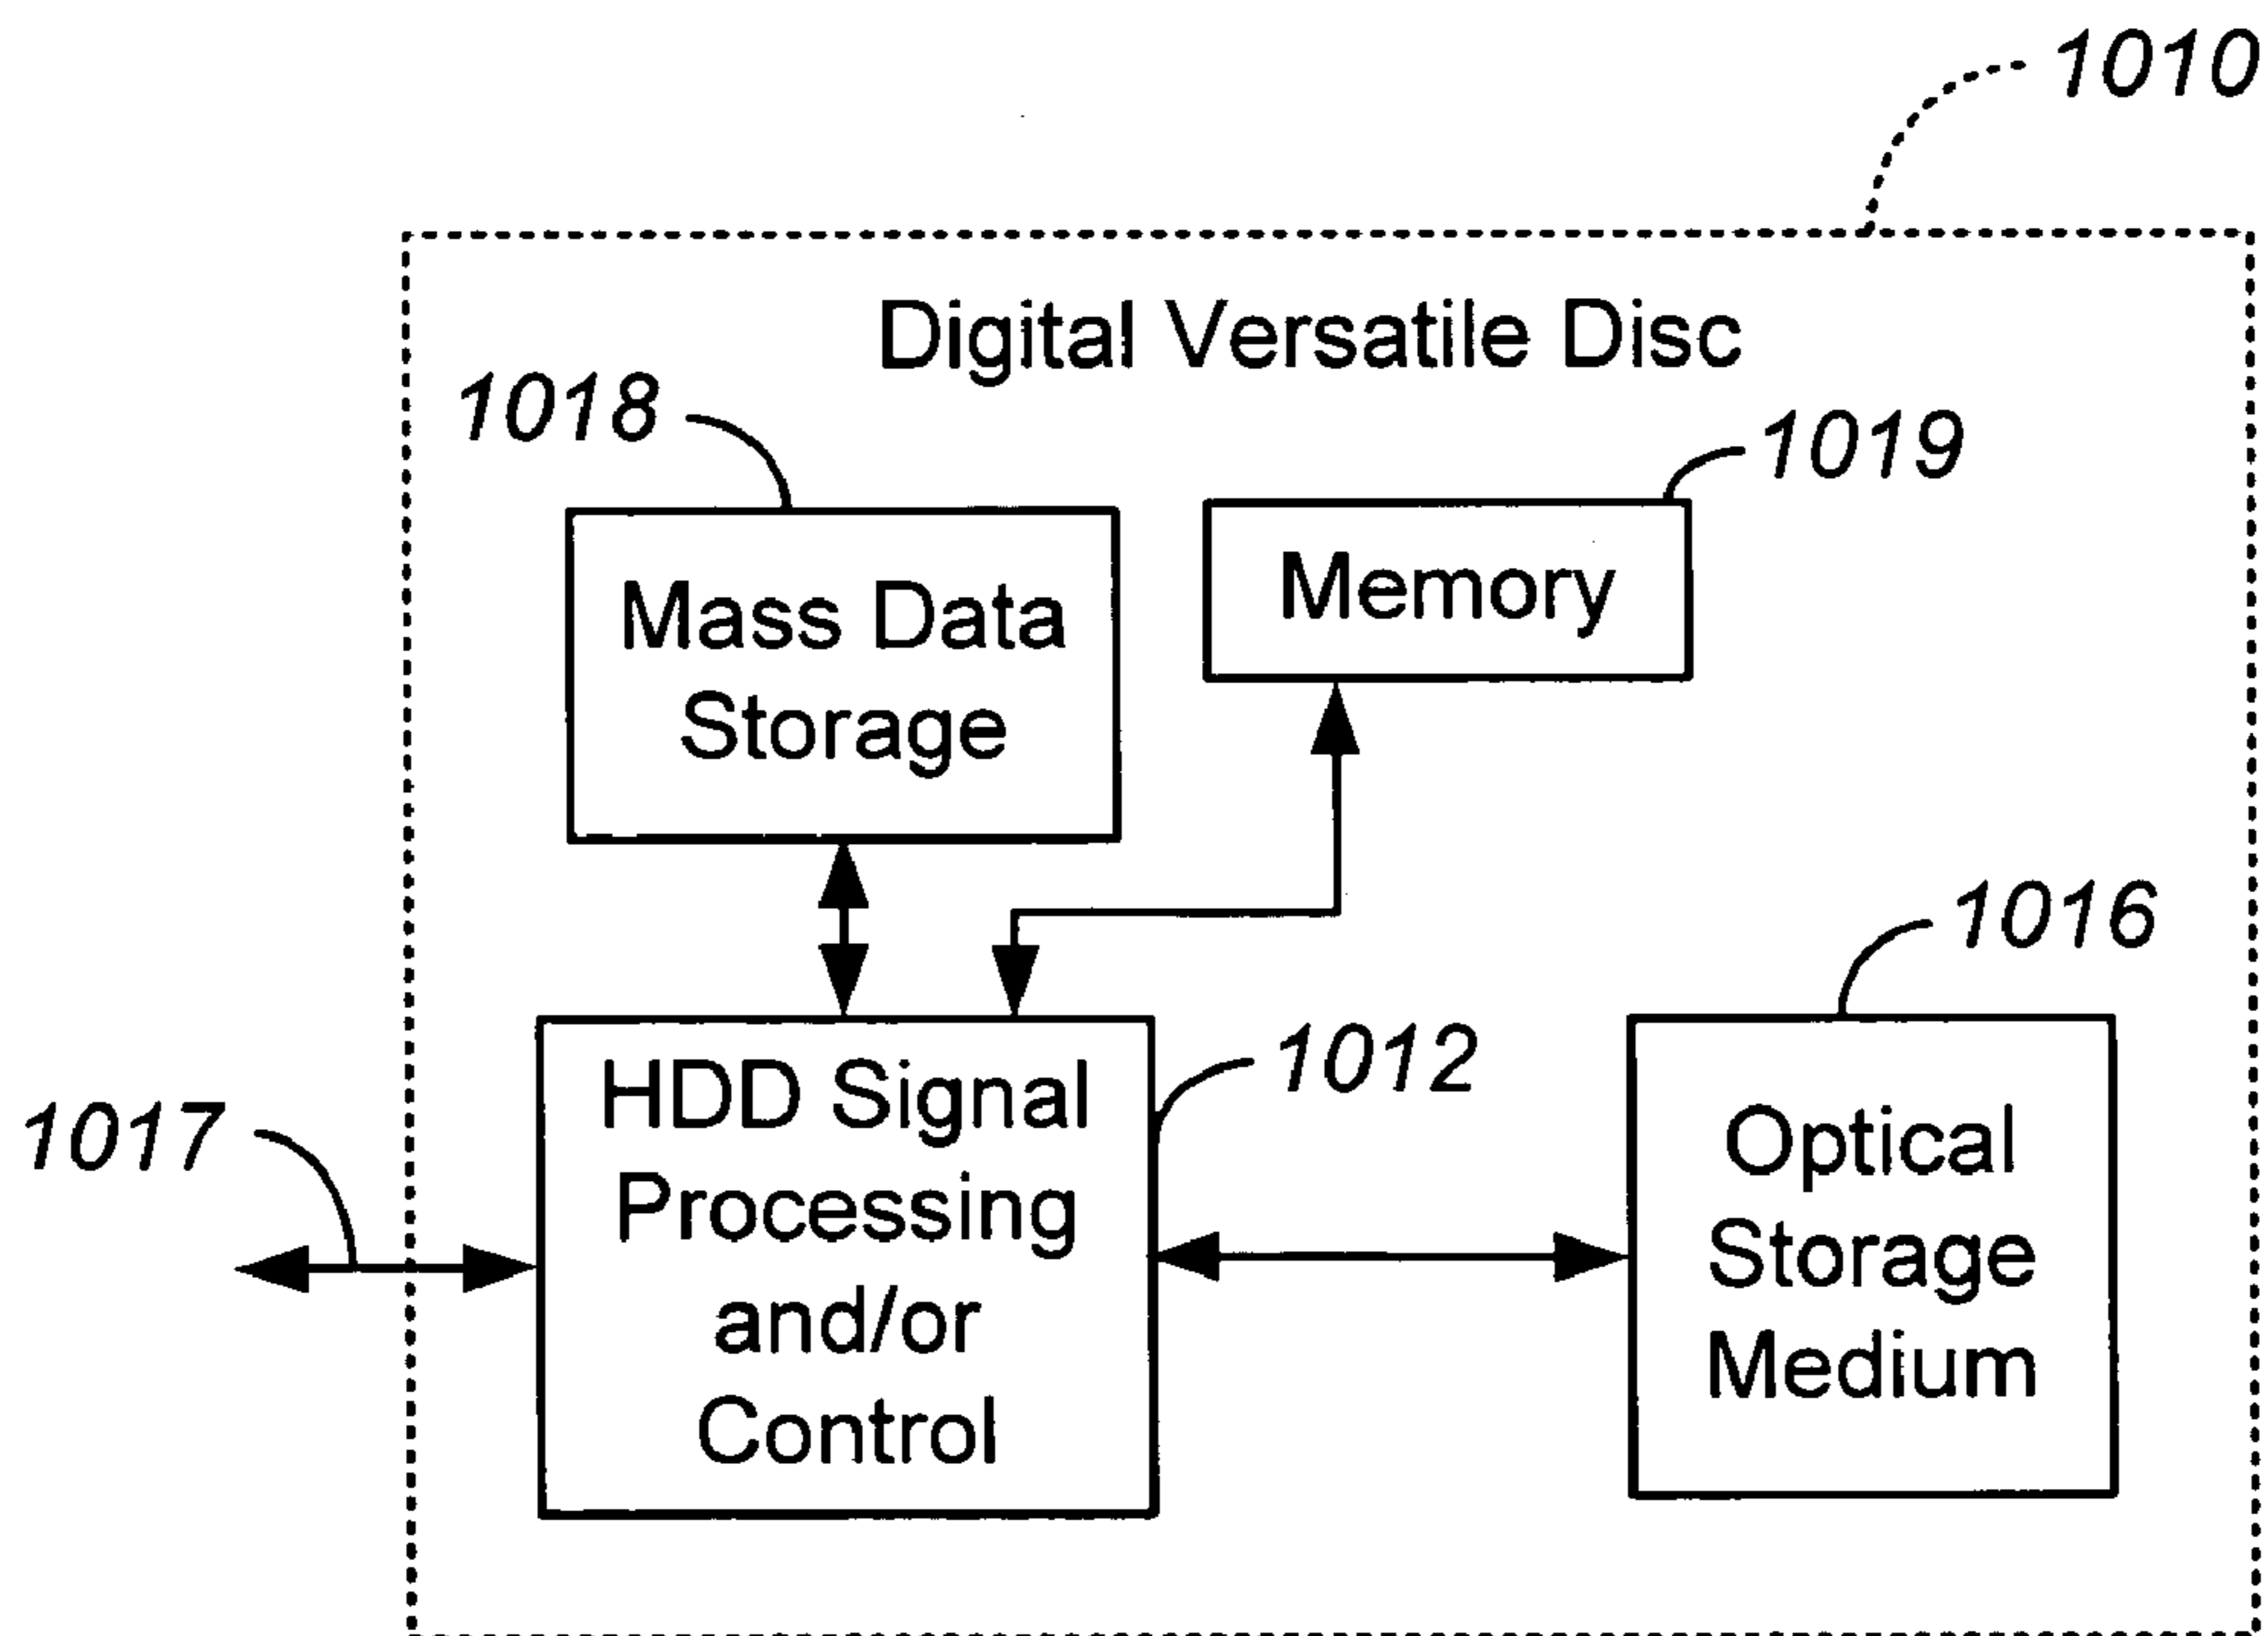 1010
Digital Versatile Disc
1018
1019
Mass Data
Storage
Memory
1016
1012
1017
HDD Signal
Processing
and/or
Control
Optical
Storage
Medium